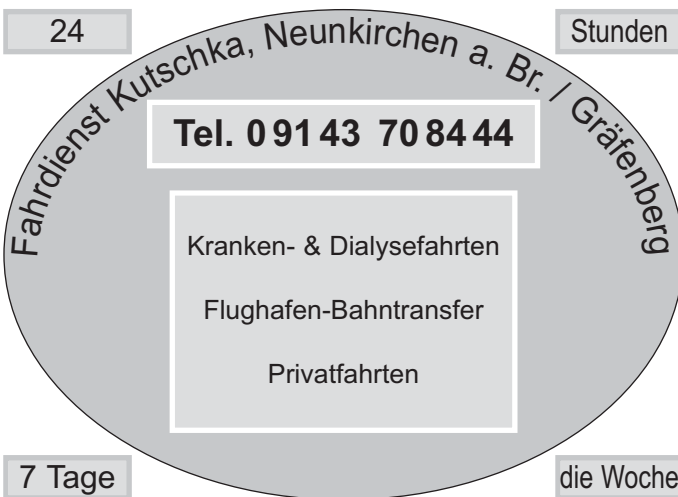 24 Stunden
Fahrdienst Kutschka, Neunkirchen a. Br. / Gräfenberg
Tel. 0 91 43 70 84 44
Kranken- & Dialysefahrten
Flughafen-Bahntransfer
Privatfahrten
7 Tage die Woche